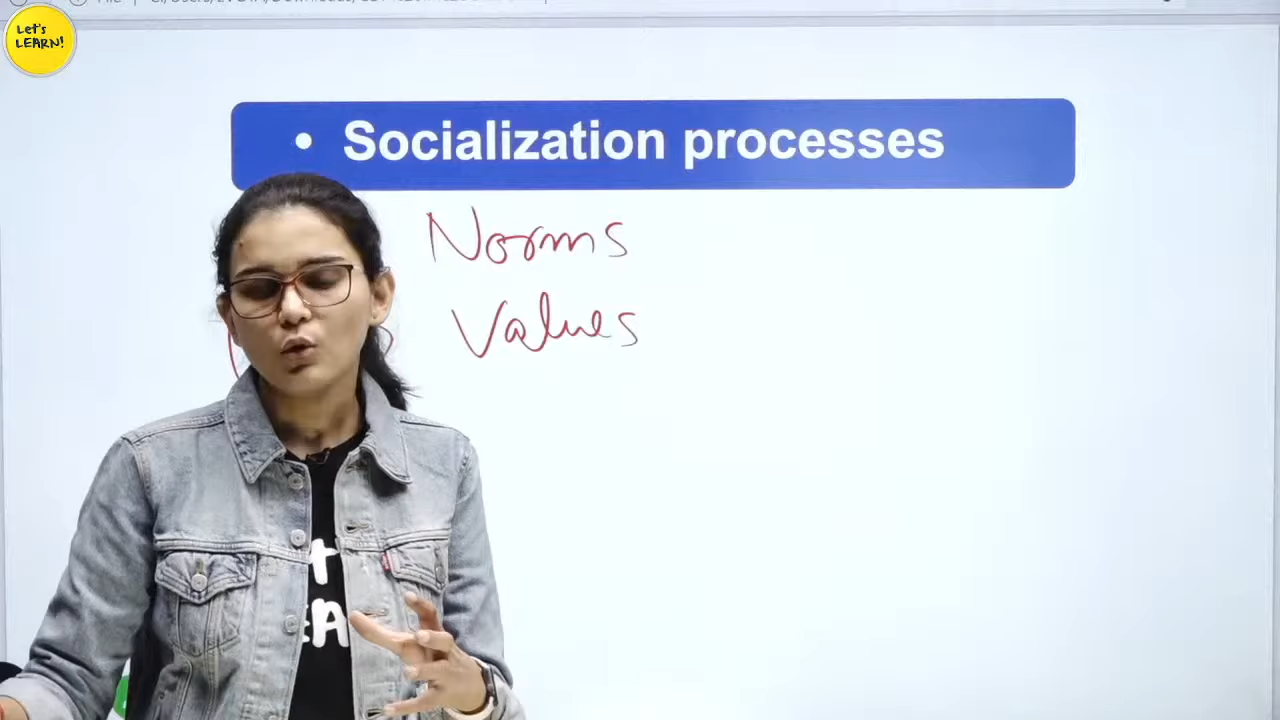 Let's
LEARN!
• Socialization processes
Norms
Values